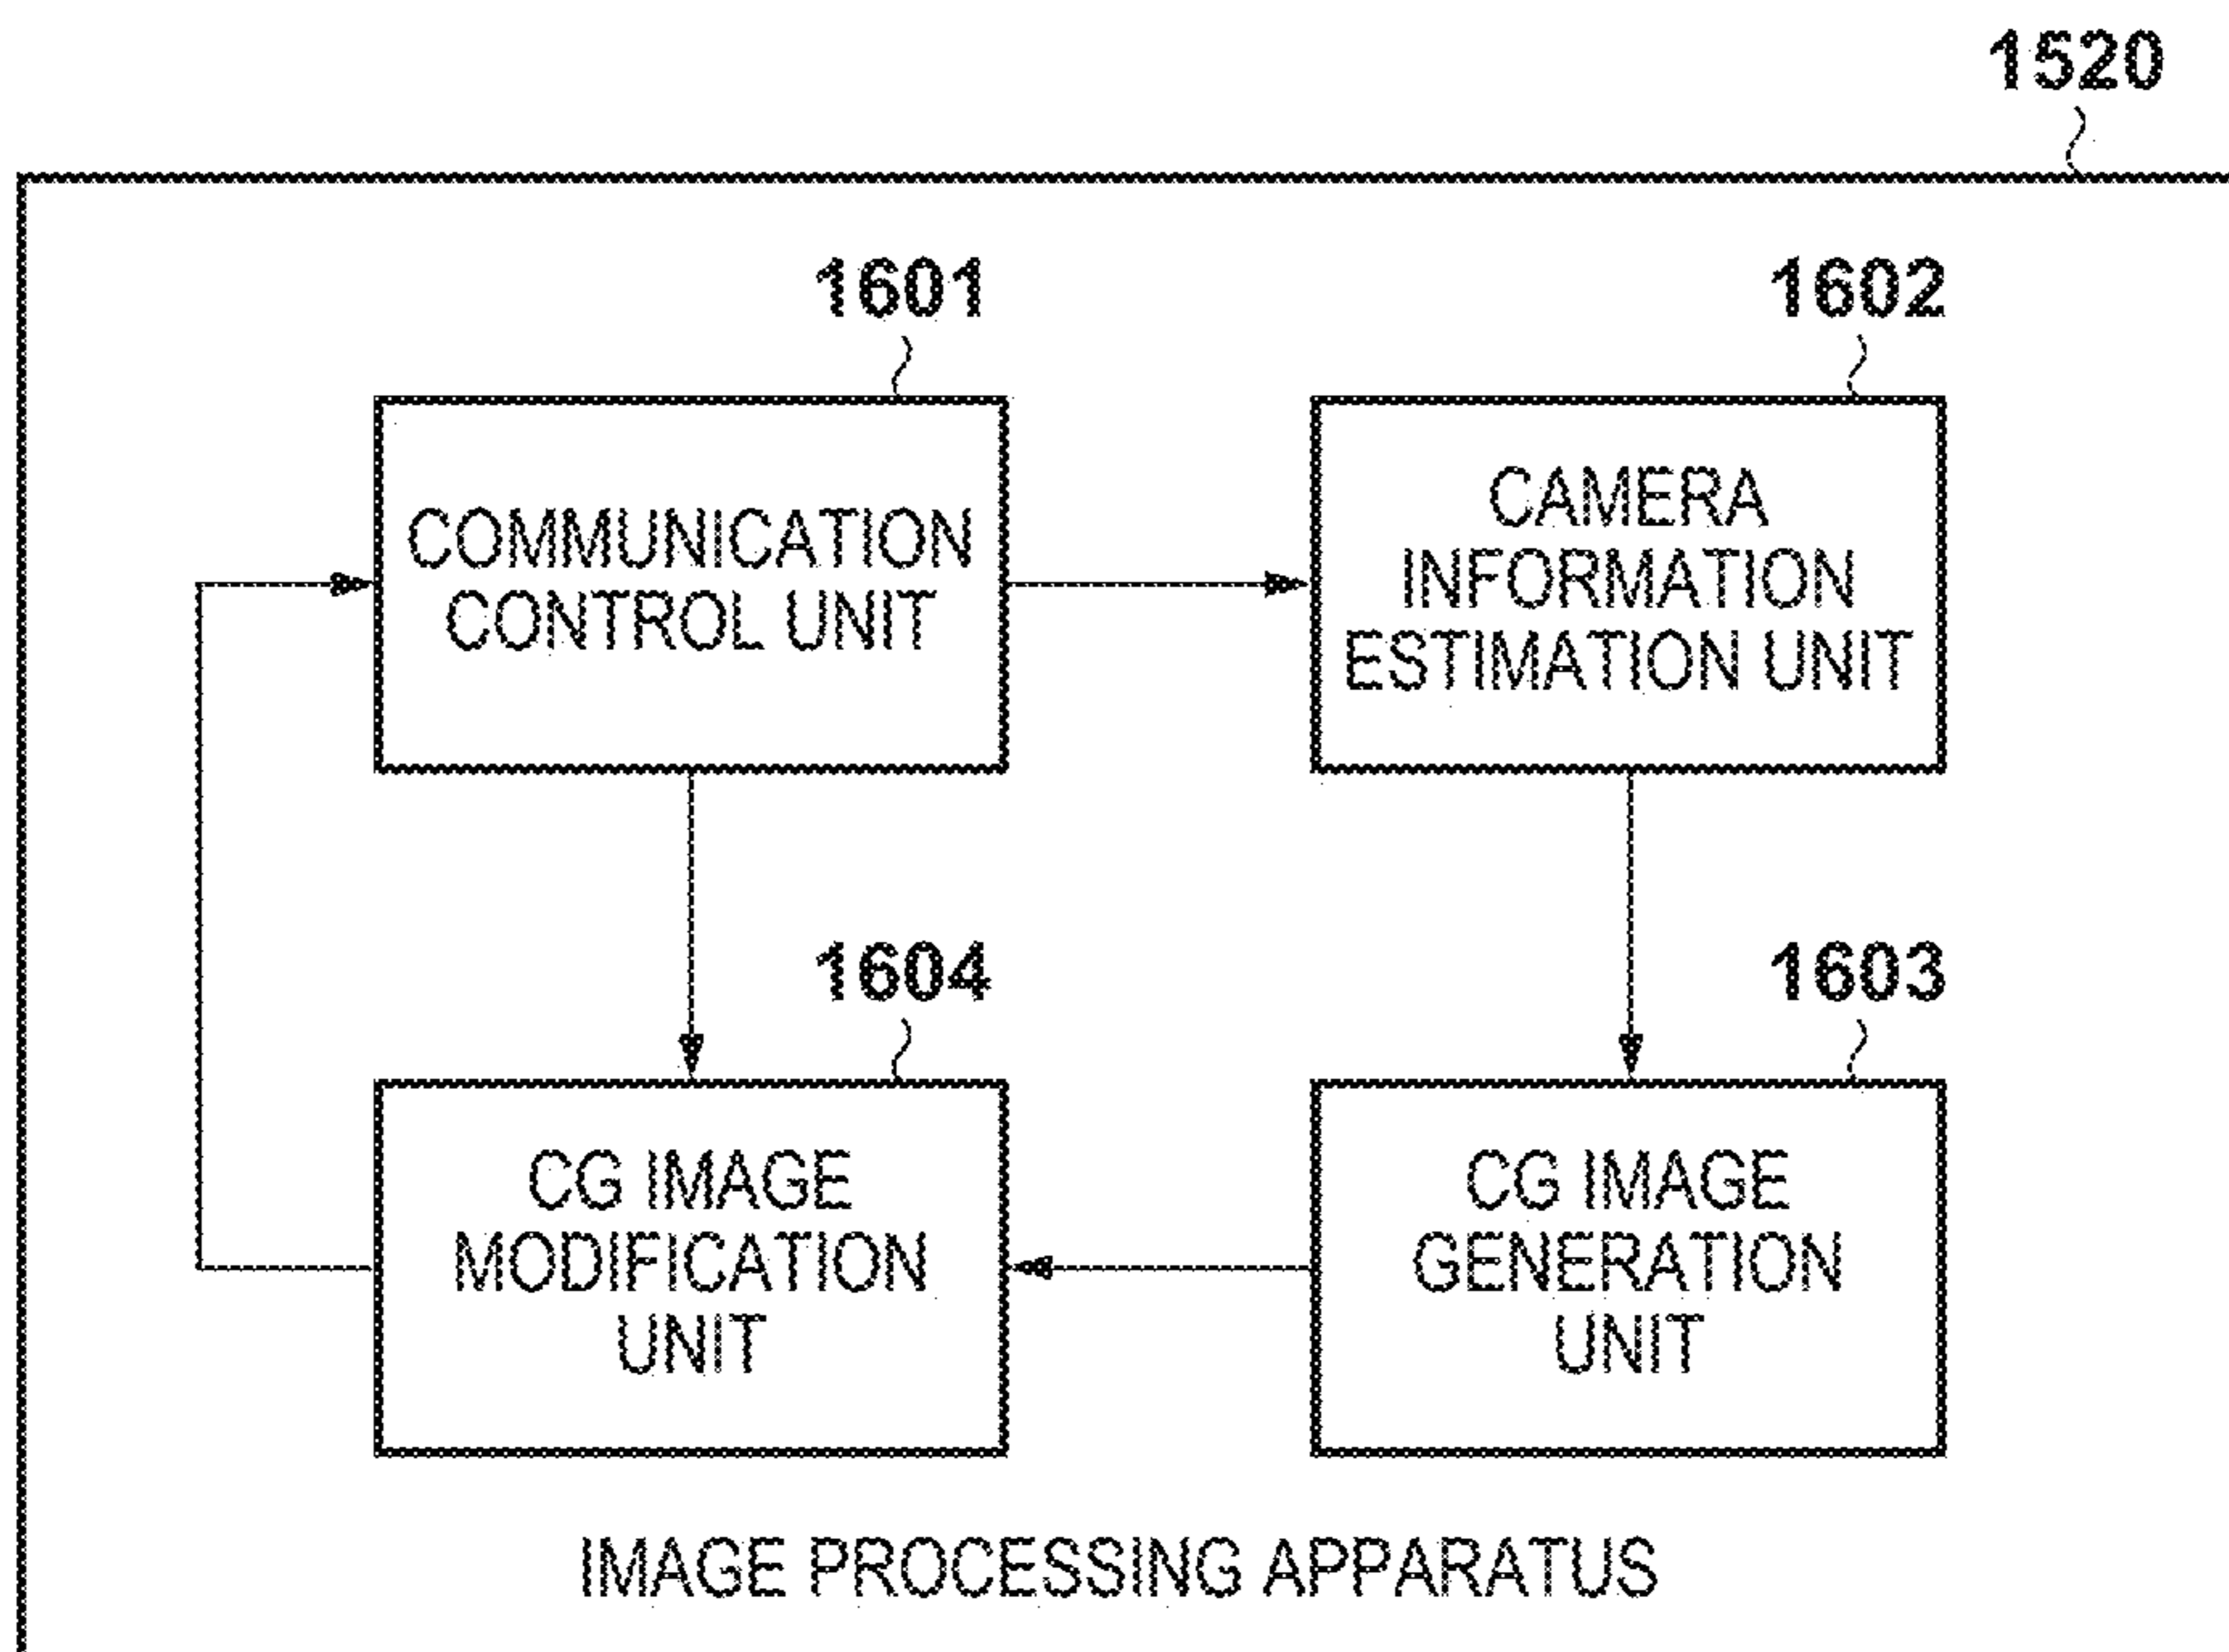 1520
1601
1602
COMMUNICATION
CONTROL UNIT
CAMERA
INFORMATION
ESTIMATION UNIT
1604
1603
CG IMAGE
MODIFICATION
UNIT
CG IMAGE
GENERATION
UNIT
IMAGE PROCESSING APPARATUS